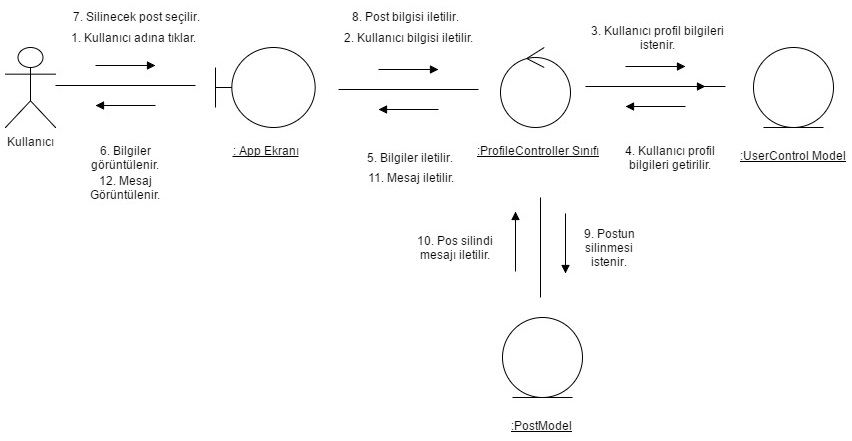 7. Silinecek post seçilir.
1. Kullanıcı adına tıklar.
8. Post bilgisi iletilir.
2. Kullanıcı bilgisi iletilir.
3. Kullanıcı profil bilgileri
istenir.
Kullanıcı
6. Bilgiler
görüntülenir.
12. Mesaj
Görüntülenir.
: App Ekranı
5. Bilgiler iletilir.
11. Mesaj iletilir.
:ProfileController Sınıfı
4. Kullanıcı profil
bilgileri getirilir.
:UserControl Model
10. Pos silindi
mesajı iletilir.
9. Postun
silinmesi
istenir.
:PostModel